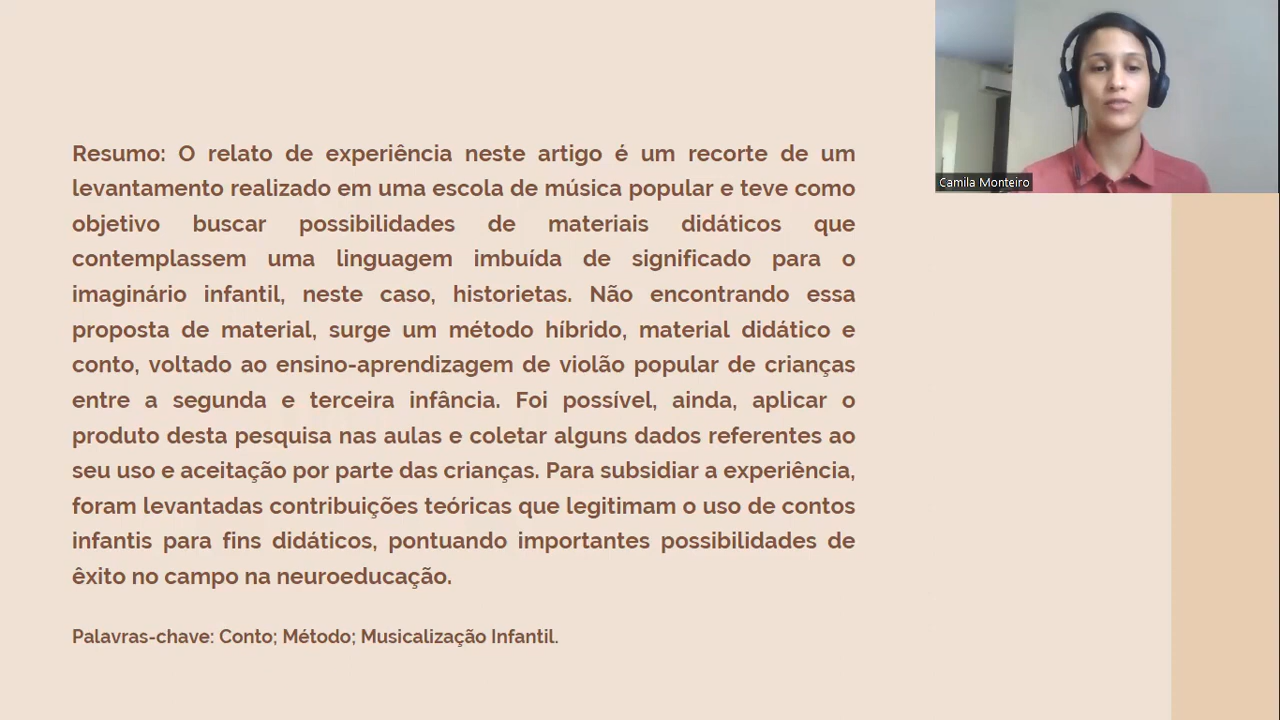 Resumo: O relato de experiência neste artigo é um recorte de um
levantamento realizado em uma escola de música popular e teve como
objetivo buscar possibilidades de materiais didáticos que
contemplassem uma linguagem imbuída de significado para o
imaginário infantil, neste caso, historietas. Não encontrando essa
proposta de material, surge um método híbrido, material didático e
conto, voltado ao ensino-aprendizagem de violão popular de crianças
entre a segunda e terceira infância. Foi possível, ainda, aplicar o
produto desta pesquisa nas aulas e coletar alguns dados referentes ao
seu uso e aceitação por parte das crianças. Para subsidiar a experiência,
foram levantadas contribuições teóricas que legitimam o uso de contos
infantis para fins didáticos, pontuando importantes possibilidades de
êxito no campo na neuroeducação.
Palavras-chave: Conto; Método; Musicalização Infantil.
Camila Monteiro